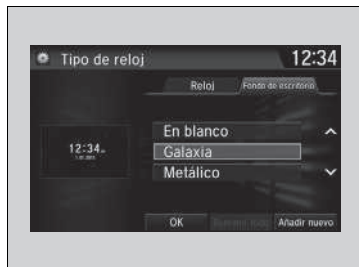 Tipo de reloj
12:34
Reloj
Fondo de escritorio
12:34
En blanco
Galaxia
Metálico
OK
Añadir nuevo